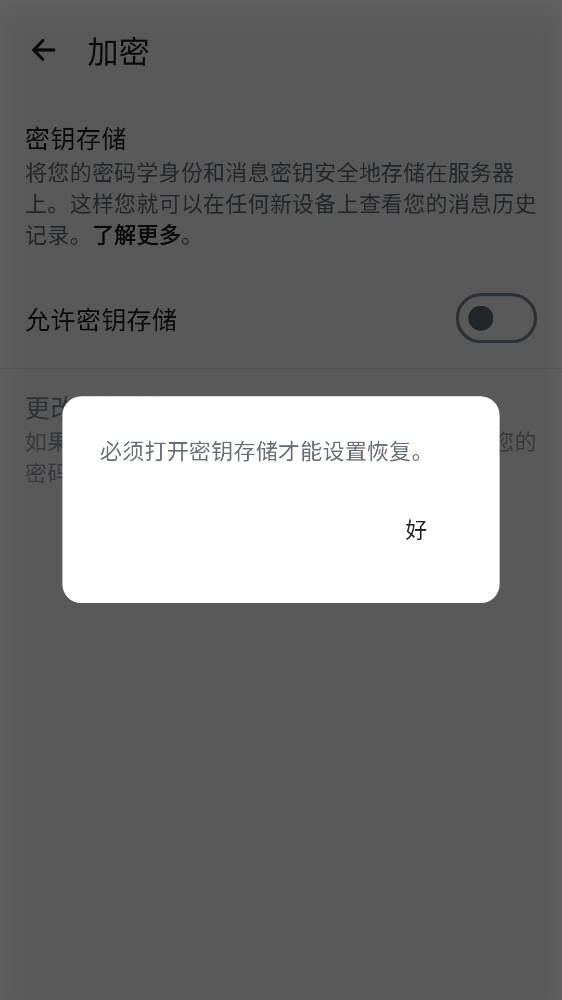 加密
密钥存储
将您的密码学身份和消息密钥安全地存储在服务器
上。这样您就可以在任何新设备上查看您的消息历史
记录。了解更多。
允许密钥存储
更改
如果
您的
密码
必须打开密钥存储才能设置恢复。
好